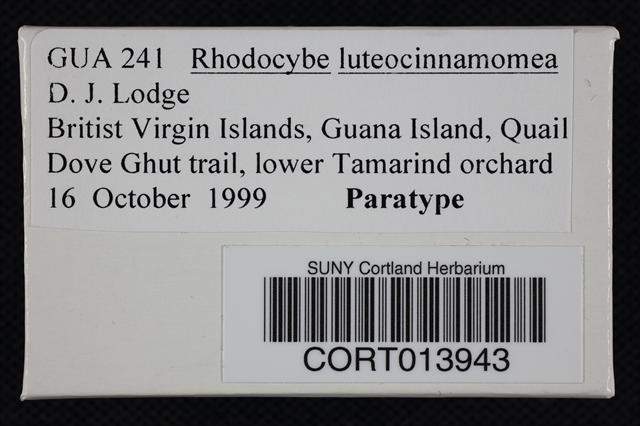 GUA 241 Rhodocybe luteocinnamomea
D. J. Lodge
Britist Virgin Islands, Guana Island, Quail
Dove Ghut trail, lower Tamarind orchard
16 October 1999 Paratype
SUNY Cortland Herbarium
CORT013943